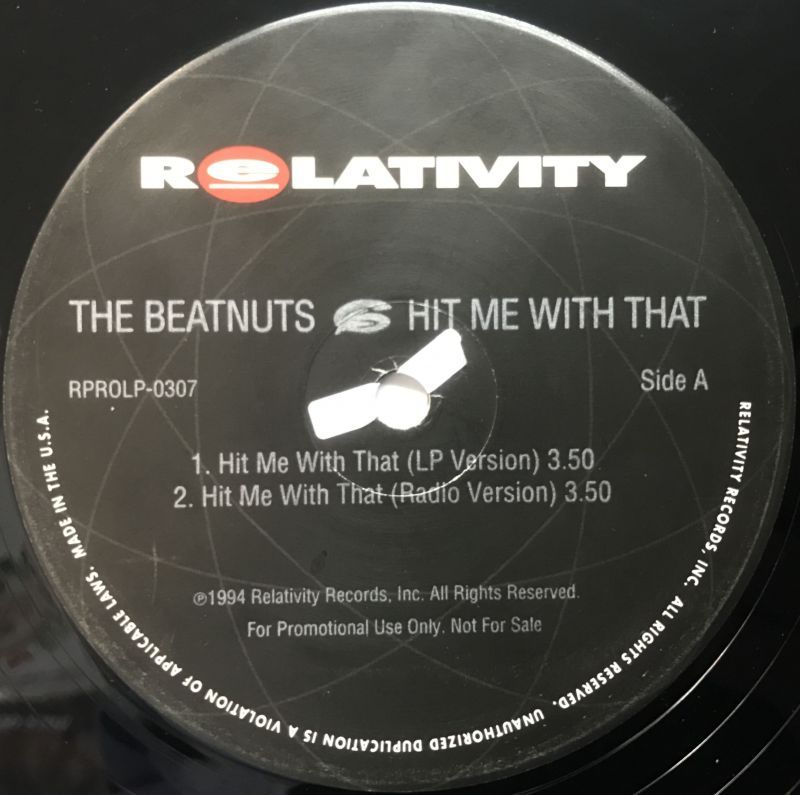 RELATIVITY
THE BEATNUTS HIT ME WITH THAT
RPROLP-0307
Side A
1. Hit Me With That (LP Version) 3.50
2. Hit Me With That (Radio Version) 3.50
℗1994 Relativity Records, Inc. All Rights Reserved.
For Promotional Use Only. Not For Sale
RELATIVITY RECORDS, INC. ALL RIGHTS RESERVED. UNAUTHORIZED DUPLICATION IS A VIOLATION OF APPLICABLE LAWS. MADE IN THE U.S.A.